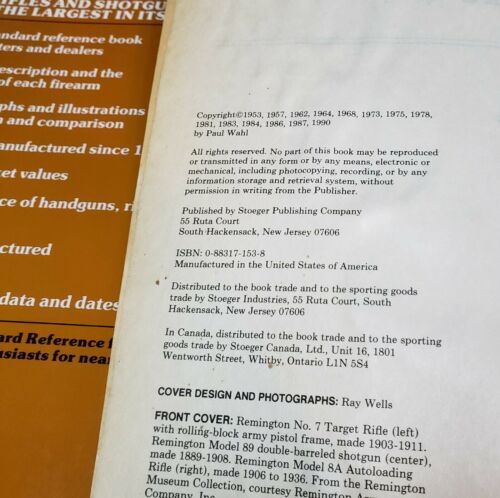 IFLES AND SHOTGU
THE LARGEST IN ITS
andard reference book
ters and dealers
escription and the
of each firearm
phs and illustrations
n and comparison
anufactured since 1
ket values
ce of handguns, ri
actured
data and dates
ard Reference f
usiasts for near
Copyright©1953, 1957, 1962, 1964, 1968, 1973, 1975, 1978,
1981, 1983, 1984, 1986, 1987, 1990
by Paul Wahl
All rights reserved. No part of this book may be reproduced
or transmitted in any form or by any means, electronic or
mechanical, including photocopying, recording, or by any
information storage and retrieval system, without
permission in writing from the Publisher.
Published by Stoeger Publishing Company
55 Ruta Court
South Hackensack, New Jersey 07606
ISBN: 0-88317-153-8
Manufactured in the United States of America
Distributed to the book trade and to the sporting goods
trade by Stoeger Industries, 55 Ruta Court, South
Hackensack, New Jersey 07606
In Canada, distributed to the book trade and to the sporting
goods trade by Stoeger Canada, Ltd., Unit 16, 1801
Wentworth Street, Whitby, Ontario L1N 5S4
COVER DESIGN AND PHOTOGRAPHS: Ray Wells
FRONT COVER: Remington No. 7 Target Rifle (left)
with rolling-block army pistol frame, made 1903-1911.
Remington Model 89 double-barreled shotgun (center),
made 1889-1908. Remington Model 8A Autoloading
Rifle (right), made 1906 to 1936. From the Remington
Museum Collection, courtesy Remington Ar
Company, Inc.